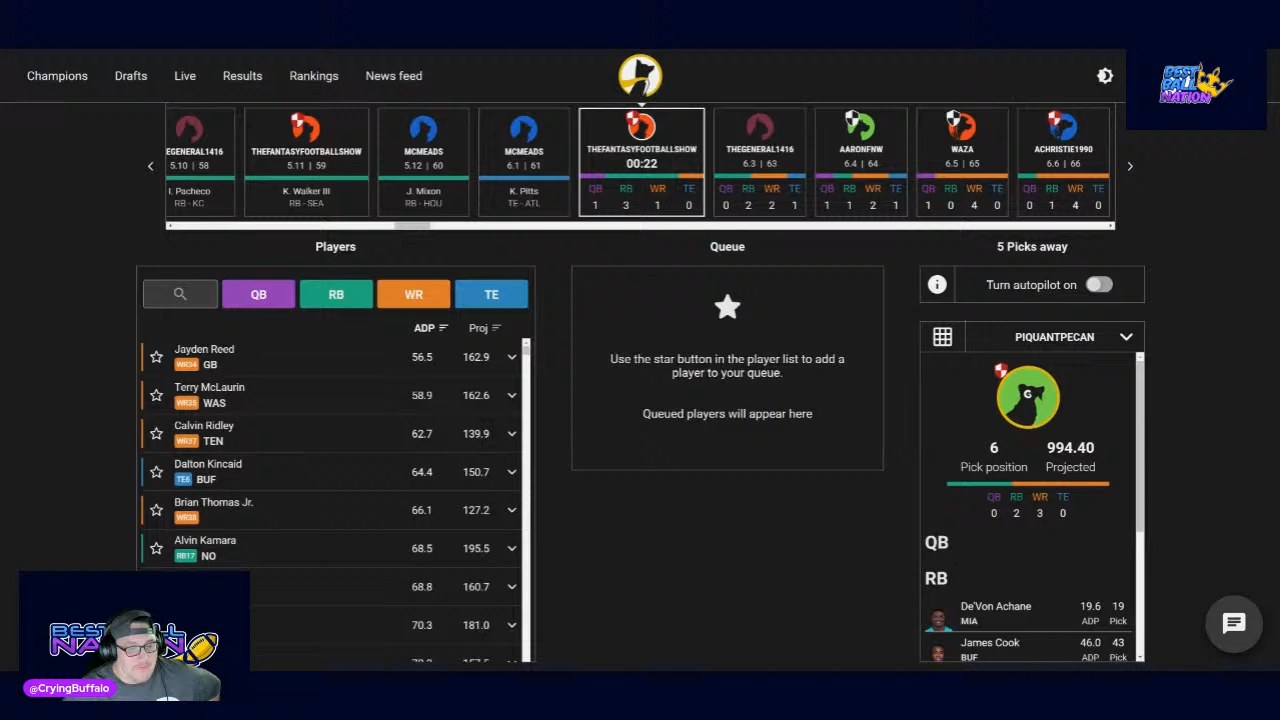 Champions
Drafts
Live
Results
Rankings
News feed
BEST BALL NATION
EGENERAL1416
5.10 | 58
I. Pacheco
RB - KC
THEFANTASYFOOTBALLSHOW
5.11 | 59
K. Walker III
RB - SEA
MCMEADS
5.12 | 60
J. Mixon
RB - HOU
MCMEADS
6.1 | 61
K. Pitts
TE - ATL
THEFANTASYFOOTBALLSHOW
00:22
QB RB WR TE
1 3 1 0
THEGENERAL1416
6.3 | 63
QB RB WR TE
0 2 2 1
AARONFNW
6.4 | 64
QB RB WR TE
1 1 2 1
WAZA
6.5 | 65
QB RB WR TE
1 0 4 0
ACHRISTIE1990
6.6 | 66
QB RB WR TE
0 1 4 0
Players
QB RB WR TE
ADP Proj
Jayden Reed
WR34 GB
56.5 162.9
Terry McLaurin
WR35 WAS
58.9 162.6
Calvin Ridley
WR37 TEN
62.7 139.9
Dalton Kincaid
TE6 BUF
64.4 150.7
Brian Thomas Jr.
WR38
66.1 127.2
Alvin Kamara
RB17 NO
68.5 195.5
68.8 160.7
70.3 181.0
Queue
Use the star button in the player list to add a
player to your queue.
Queued players will appear here
5 Picks away
Turn autopilot on
PIQUANTPECAN
G
6 994.40
Pick position Projected
QB RB WR TE
0 2 3 0
QB
RB
De'Von Achane 19.6 19
MIA ADP Pick
James Cook 46.0 43
BUF ADP Pick
BEST BALL
NATION
@CryingBuffalo